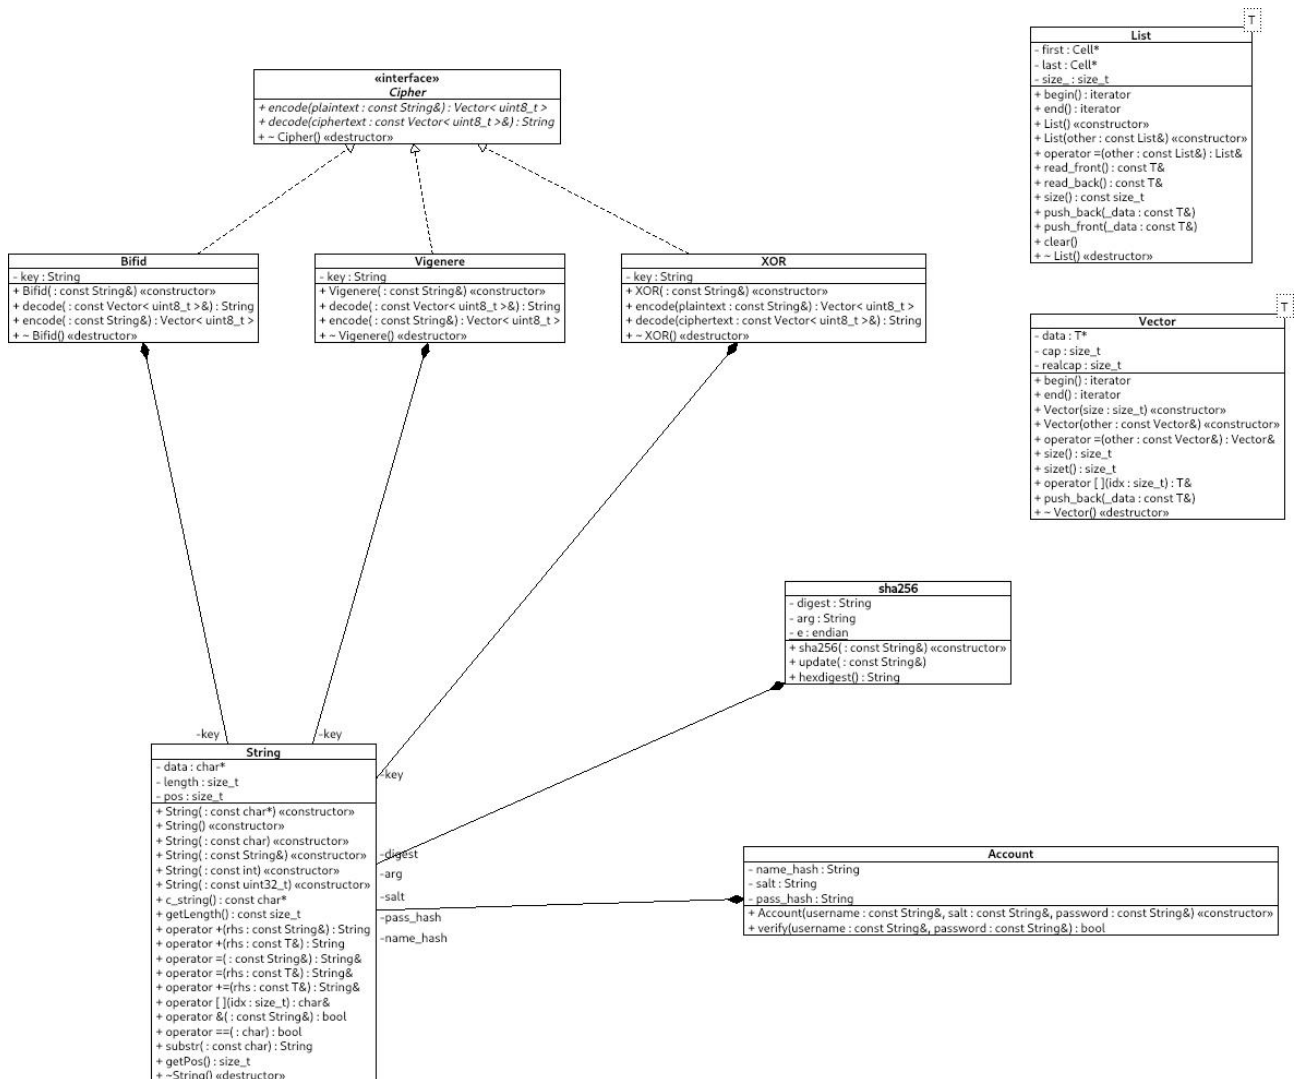 T
List
- first : Cell*
- last : Cell*
- size_ : size_t
+ begin() : iterator
+ end() : iterator
+ List() «constructor»
+ List(other : const List&) «constructor»
+ operator =(other : const List&) : List&
+ read_front() : const T&
+ read_back() : const T&
+ size() : const size_t
+ push_back(_data : const T&)
+ push_front(_data : const T&)
+ clear()
+ ~ List() «destructor»
«interface»
Cipher
+ encode(plaintext : const String&) : Vector< uint8_t >
+ decode(ciphertext : const Vector< uint8_t >&) : String
+ ~ Cipher() «destructor»
Bifid
- key : String
+ Bifid( : const String&) «constructor»
+ decode( : const Vector< uint8_t >&) : String
+ encode( : const String&) : Vector< uint8_t >
+ ~ Bifid() «destructor»
Vigenere
- key : String
+ Vigenere( : const String&) «constructor»
+ decode( : const Vector< uint8_t >&) : String
+ encode( : const String&) : Vector< uint8_t >
+ ~ Vigenere() «destructor»
XOR
- key : String
+ XOR( : const String&) «constructor»
+ encode(plaintext : const String&) : Vector< uint8_t >
+ decode(ciphertext : const Vector< uint8_t >&) : String
+ ~ XOR() «destructor»
T
Vector
- data : T*
- cap : size_t
- realcap : size_t
+ begin() : iterator
+ end() : iterator
+ Vector(size : size_t) «constructor»
+ Vector(other : const Vector&) «constructor»
+ operator =(other : const Vector&) : Vector&
+ size() : size_t
+ sizet() : size_t
+ operator [ ](idx : size_t) : T&
+ push_back(_data : const T&)
+ ~ Vector() «destructor»
sha256
- digest : String
- arg : String
- e : endian
+ sha256( : const String&) «constructor»
+ update( : const String&)
+ hexdigest() : String
-key
-key
-key
-digest
-arg
-salt
-pass_hash
-name_hash
String
- data : char*
- length : size_t
- pos : size_t
+ String( : const char*) «constructor»
+ String() «constructor»
+ String( : const char) «constructor»
+ String( : const String&) «constructor»
+ String( : const int) «constructor»
+ String( : const uint32_t) «constructor»
+ c_string() : const char*
+ getLength() : const size_t
+ operator +(rhs : const String&) : String
+ operator +(rhs : const T&) : String
+ operator =( : const String&) : String&
+ operator =(rhs : const T&) : String&
+ operator +=(rhs : const T&) : String&
+ operator [ ](idx : size_t) : char&
+ operator &( : const String&) : bool
+ operator ==( : char) : bool
+ substr( : const char) : String
+ getPos() : size_t
+ ~String() «destructor»
Account
- name_hash : String
- salt : String
- pass_hash : String
+ Account(username : const String&, salt : const String&, password : const String&) «constructor»
+ verify(username : const String&, password : const String&) : bool